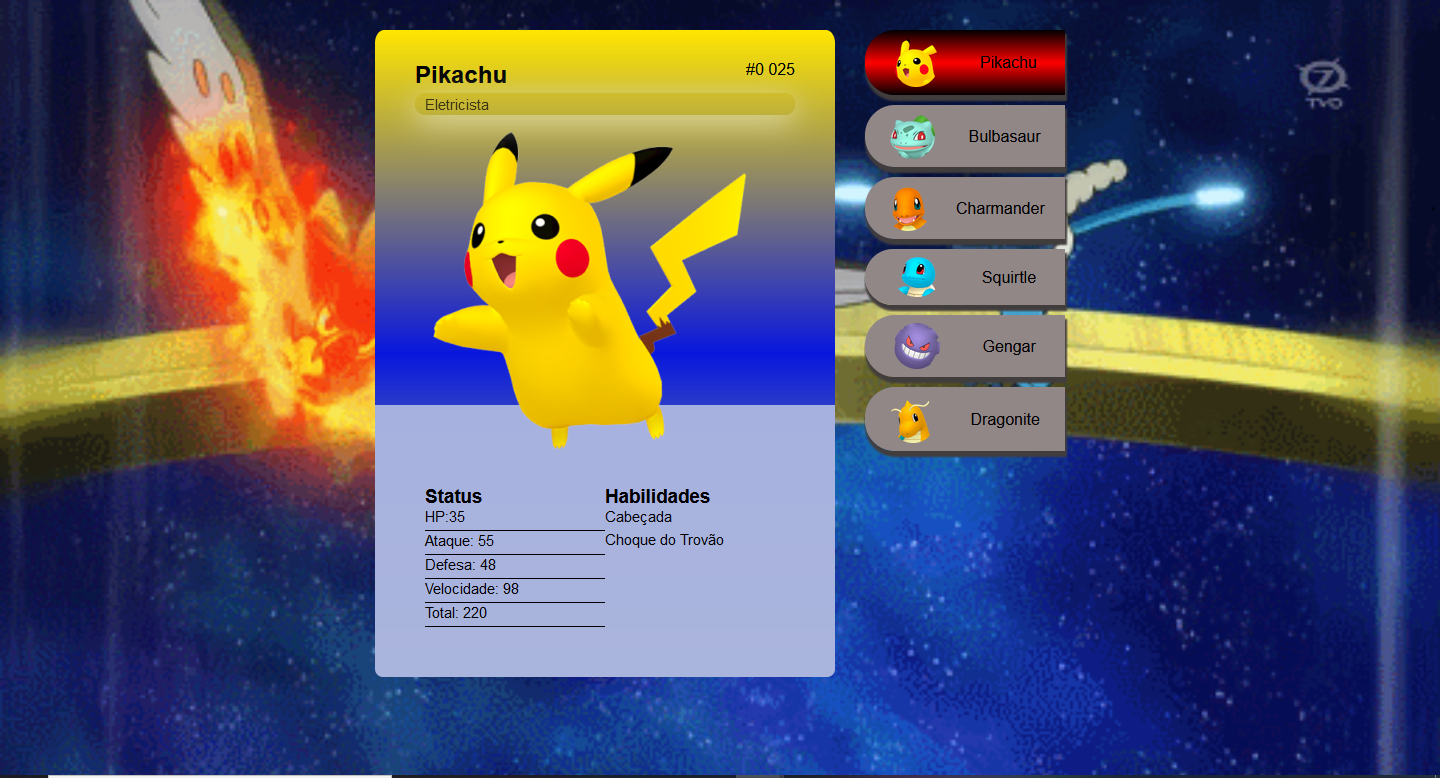 Pikachu
#0 025
Eletricista
Status
HP:35
Ataque: 55
Defesa: 48
Velocidade: 98
Total: 220
Habilidades
Cabeçada
Choque do Trovão
Pikachu
Bulbasaur
Charmander
Squirtle
Gengar
Dragonite